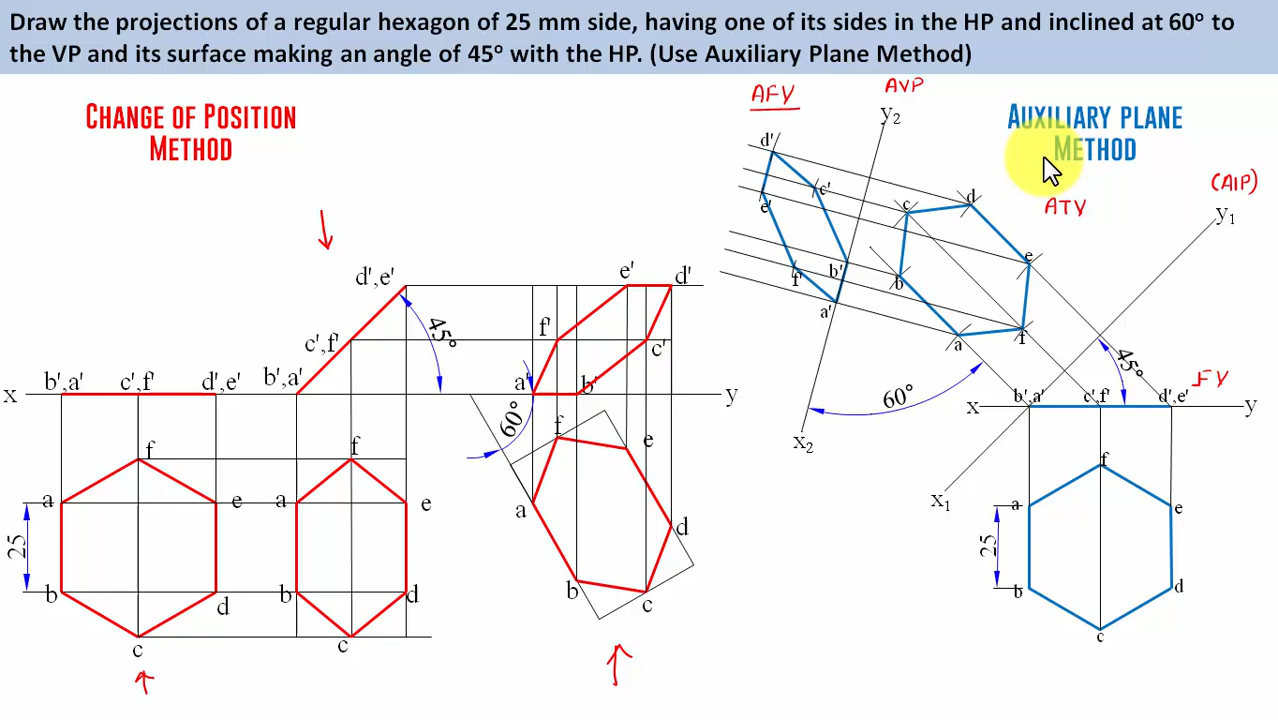 Draw the projections of a regular hexagon of 25 mm side, having one of its sides in the HP and inclined at 60° to
the VP and its surface making an angle of 45° with the HP. (Use Auxiliary Plane Method)
CHANGE OF POSITION
METHOD
x
b',a'
c',f'
d',e'
b',a'
c',f'
d',e'
45°
a'
f'
b'
e'
d'
c'
y
60°
25
a
b
c
d
e
f
a
b
c
d
e
f
a
b
c
d
e
f
AUXILIARY PLANE
METHOD
AFV
AVP
y2
d'
c'
e'
f'
b'
a'
c
d
e
b
a
f
ATV
(AIP)
y1
60°
x2
45°
FV
x
b',a'
c',f'
d',e'
y
x1
25
f
a
e
b
d
c